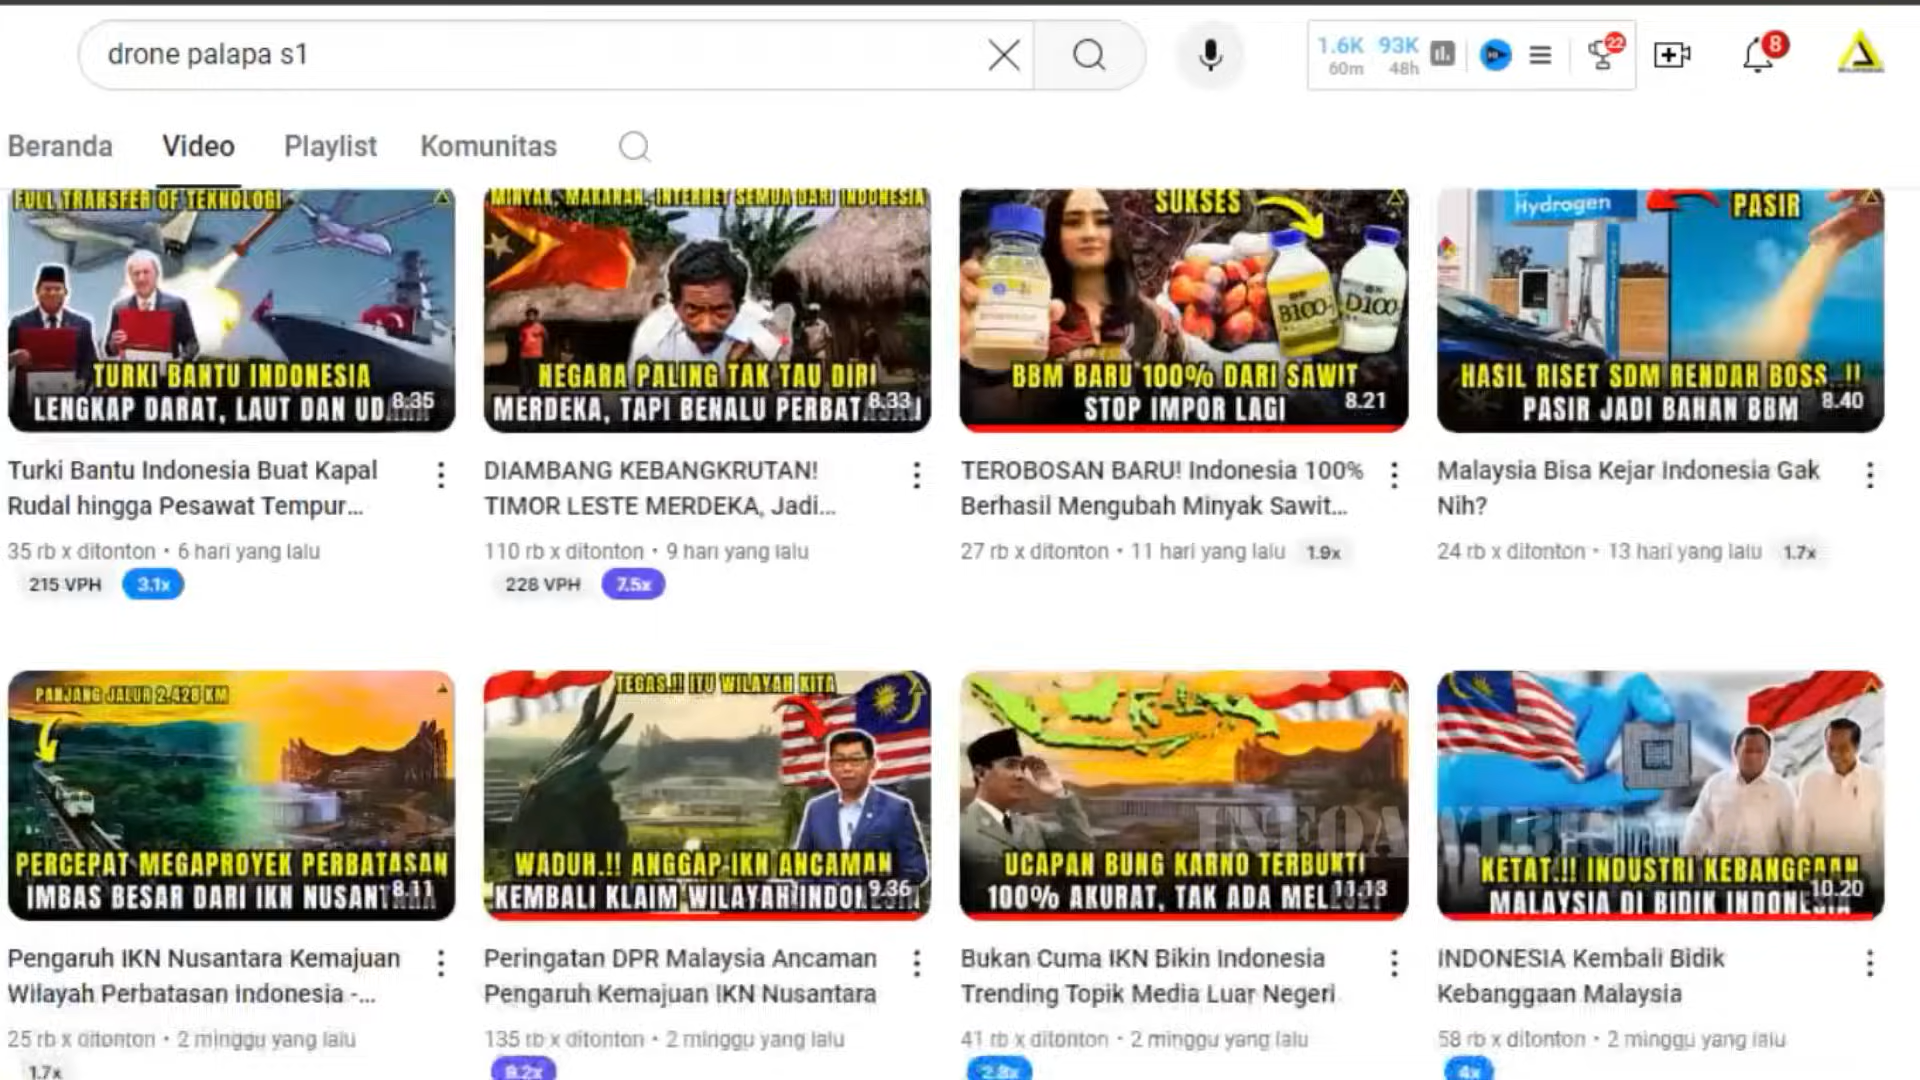 drone palapa s1
1.6K 93K
60m 48h
22
8
Beranda Video Playlist Komunitas
FULL TRANSFER OF TEKNOLOGI
TURKI BANTU INDONESIA
LENGKAP DARAT, LAUT DAN UD
8.35
MINYAK, MAKANAN, INTERNET SEMUA DARI INDONESIA
NEGARA PALING TAK TAU DIRI
MERDEKA, TAPI BENALU PERBAT
8.33
SUKSES
B100 D100
BBM BARU 100% DARI SAWIT
STOP IMPOR LAGI
8.21
Hydrogen
PASIR
HASIL RISET SDM RENDAH BOSS..!!
PASIR JADI BAHAN BBM
8.40
Turki Bantu Indonesia Buat Kapal
Rudal hingga Pesawat Tempur...
35 rb x ditonton • 6 hari yang lalu
215 VPH 3.1x
DIAMBANG KEBANGKRUTAN!
TIMOR LESTE MERDEKA, Jadi...
110 rb x ditonton • 9 hari yang lalu
228 VPH 7.5x
TEROBOSAN BARU! Indonesia 100%
Berhasil Mengubah Minyak Sawit...
27 rb x ditonton • 11 hari yang lalu 1.9x
Malaysia Bisa Kejar Indonesia Gak
Nih?
24 rb x ditonton • 13 hari yang lalu 1.7x
PANJANG JALUR 2.428 KM
PERCEPAT MEGAPROYEK PERBATASAN
IMBAS BESAR DARI IKN NUSANT
8.11
TEGAS.!! ITU WILAYAH KITA
WADUH.!! ANGGAP IKN ANCAMAN
KEMBALI KLAIM WILAYAH INDON
9.36
UCAPAN BUNG KARNO TERBUKTI
100% AKURAT, TAK ADA MEL
11.13
KETAT.!! INDUSTRI KEBANGGAAN
MALAYSIA DI BIDIK INDONESIA
10.20
Pengaruh IKN Nusantara Kemajuan
Wilayah Perbatasan Indonesia -...
25 rb x ditonton • 2 minggu yang lalu
1.7x
Peringatan DPR Malaysia Ancaman
Pengaruh Kemajuan IKN Nusantara
135 rb x ditonton • 2 minggu yang lalu
9.2x
Bukan Cuma IKN Bikin Indonesia
Trending Topik Media Luar Negeri
41 rb x ditonton • 2 minggu yang lalu
2.8x
INDONESIA Kembali Bidik
Kebanggaan Malaysia
58 rb x ditonton • 2 minggu yang lalu
4x